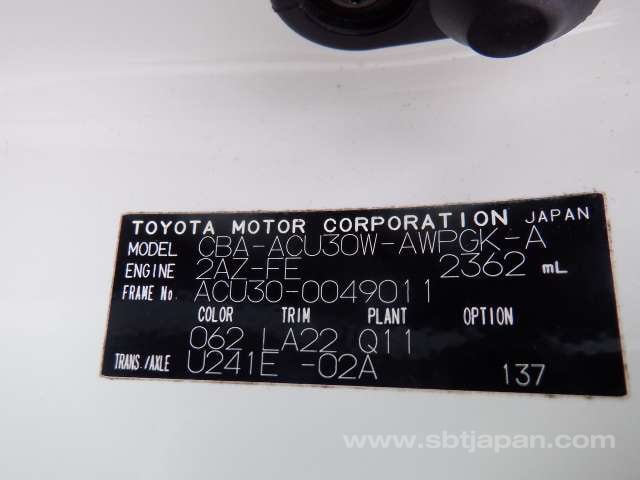 TOYOTA MOTOR CORPORATION JAPAN
MODEL CBA-ACU30W-AWPGK-A
ENGINE 2AZ-FE 2362 mL
FRAME No ACU30-0049011
COLOR TRIM PLANT OPTION
062 LA22 Q11
TRANS./AXLE U241E -02A 137
www.sbtjapan.com